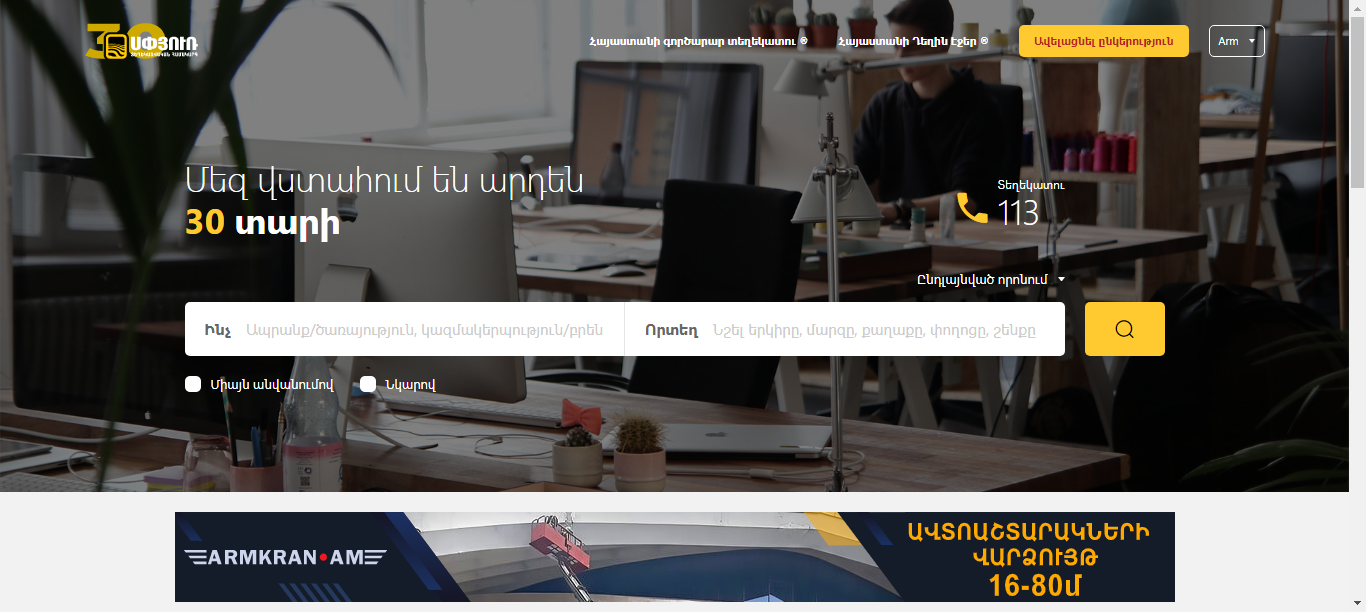 30 ՍՓՅՈՒՌ
ՏԵՂԵԿԱՏՎԱԿԱՆ ՀԱՄԱԿԱՐԳ
Հայաստանի գործարար տեղեկատու ®
Հայաստանի Դեղին Էջեր ®
Ավելացնել ընկերություն
Arm
Մեզ վստահում են արդեն
30 տարի
Տեղեկատու
113
Ընդլայնված որոնում
Ինչ Ապրանք/ծառայություն, կազմակերպություն/բրեն
Որտեղ Նշել երկիրը, մարզը, քաղաքը, փողոցը, շենքը
Միայն անվանումով
Նկարով
ARMKRAN•AM
ԱՎՏՈԱՇՏԱՐԱԿՆԵՐԻ
ՎԱՐՁՈՒՅԹ
16-80մ